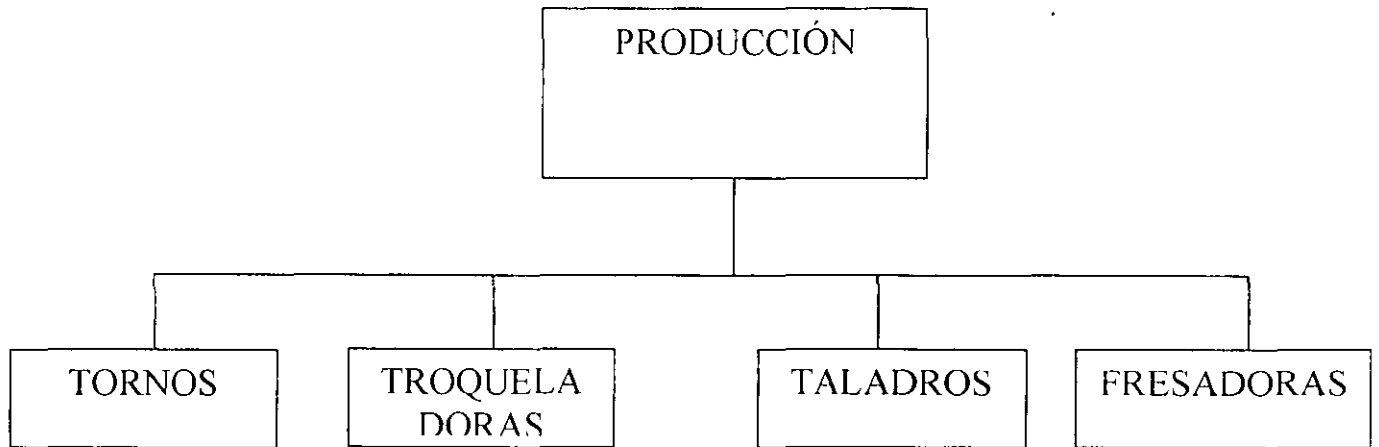 PRODUCCIÓN
TORNOS
TROQUELA
DORAS
TALADROS
FRESADORAS